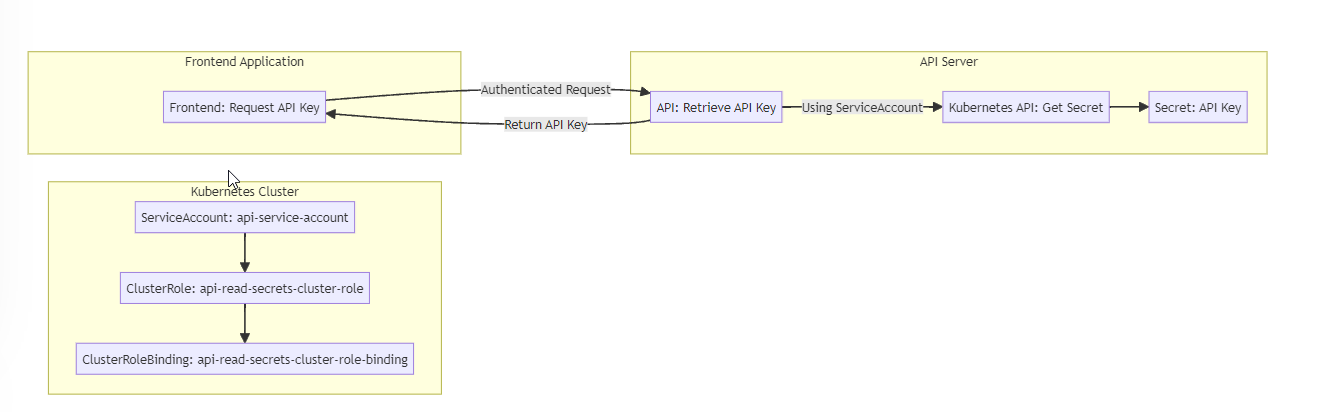 Frontend Application
Frontend: Request API Key
Authenticated Request
Return API Key
API Server
API: Retrieve API Key
Using ServiceAccount
Kubernetes API: Get Secret
Secret: API Key
Kubernetes Cluster
ServiceAccount: api-service-account
ClusterRole: api-read-secrets-cluster-role
ClusterRoleBinding: api-read-secrets-cluster-role-binding